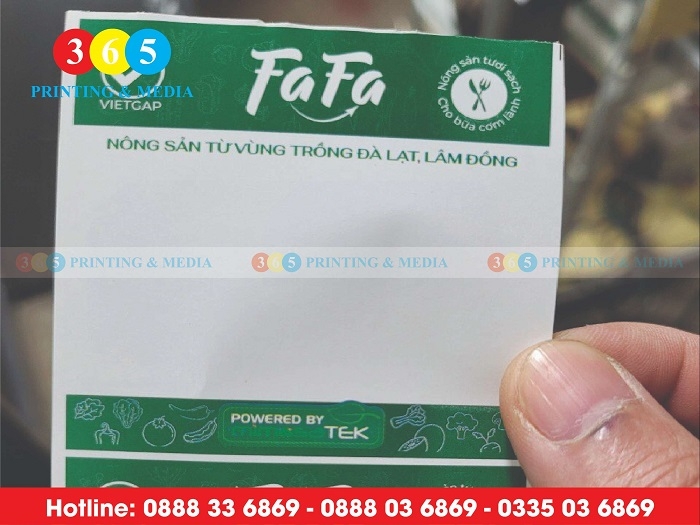 365
PRINTING & MEDIA
VIETGAP
FaFa
Nông sản tươi sạch
Cho bữa cơm lành
NÔNG SẢN TỪ VÙNG TRỒNG ĐÀ LẠT, LÂM ĐỒNG
365 PRINTING & MEDIA 365 PRINTING & MEDIA 365 PRINTING & MEDIA
POWERED BY
TEK
Hotline: 0888 33 6869 - 0888 03 6869 - 0335 03 6869